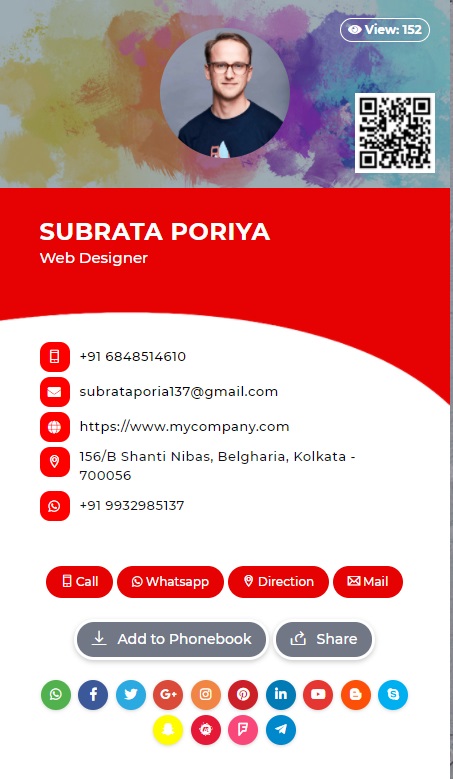 View: 152
SUBRATA PORIYA
Web Designer
+91 6848514610
subrataporia137@gmail.com
https://www.mycompany.com
156/B Shanti Nibas, Belgharia, Kolkata -
700056
+91 9932985137
Call Whatsapp Direction Mail
Add to Phonebook Share